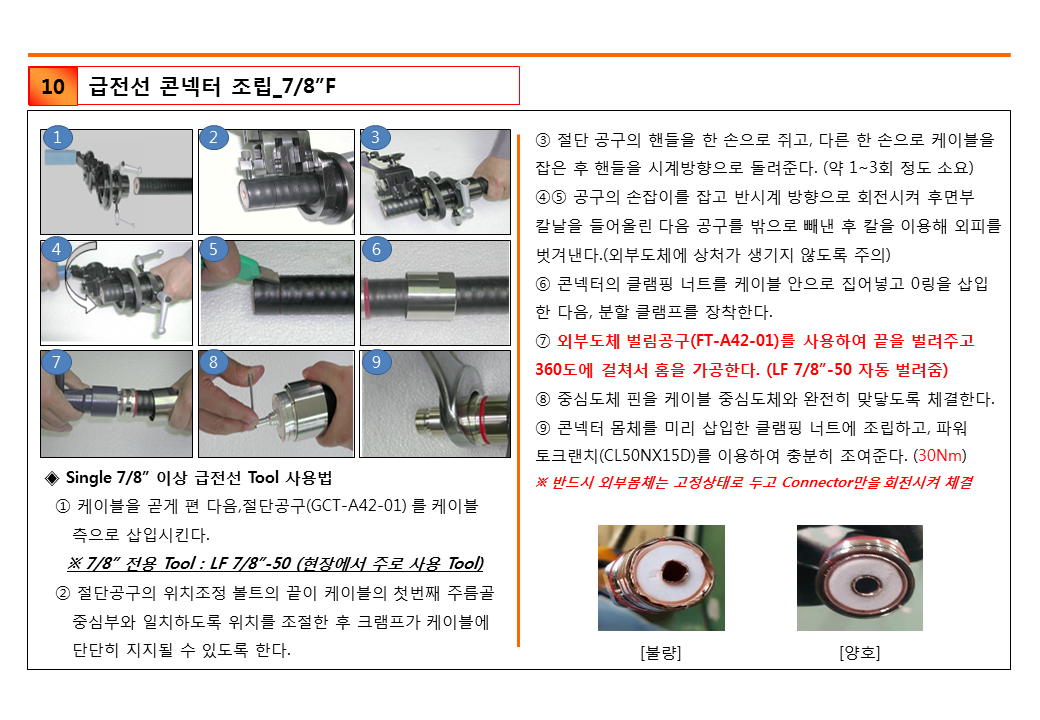 10
급전선 콘넥터 조립_7/8”F
1
2
3
4
5
6
7
8
9
◈ Single 7/8” 이상 급전선 Tool 사용법
① 케이블을 곧게 편 다음,절단공구(GCT-A42-01) 를 케이블
측으로 삽입시킨다.
※ 7/8” 전용 Tool : LF 7/8”-50 (현장에서 주로 사용 Tool)
② 절단공구의 위치조정 볼트의 끝이 케이블의 첫번째 주름골
중심부와 일치하도록 위치를 조절한 후 크램프가 케이블에
단단히 지지될 수 있도록 한다.
③ 절단 공구의 핸들을 한 손으로 쥐고, 다른 한 손으로 케이블을
잡은 후 핸들을 시계방향으로 돌려준다. (약 1~3회 정도 소요)
④⑤ 공구의 손잡이를 잡고 반시계 방향으로 회전시켜 후면부
칼날을 들어올린 다음 공구를 밖으로 빼낸 후 칼을 이용해 외피를
벗겨낸다.(외부도체에 상처가 생기지 않도록 주의)
⑥ 콘넥터의 클램핑 너트를 케이블 안으로 집어넣고 0링을 삽입
한 다음, 분할 클램프를 장착한다.
⑦ 외부도체 벌림공구(FT-A42-01)를 사용하여 끝을 벌려주고
360도에 걸쳐서 홈을 가공한다. (LF 7/8”-50 자동 벌려줌)
⑧ 중심도체 핀을 케이블 중심도체와 완전히 맞닿도록 체결한다.
⑨ 콘넥터 몸체를 미리 삽입한 클램핑 너트에 조립하고, 파워
토크랜치(CL50NX15D)를 이용하여 충분히 조여준다. (30Nm)
※ 반드시 외부몸체는 고정상태로 두고 Connector만을 회전시켜 체결
[불량]
[양호]